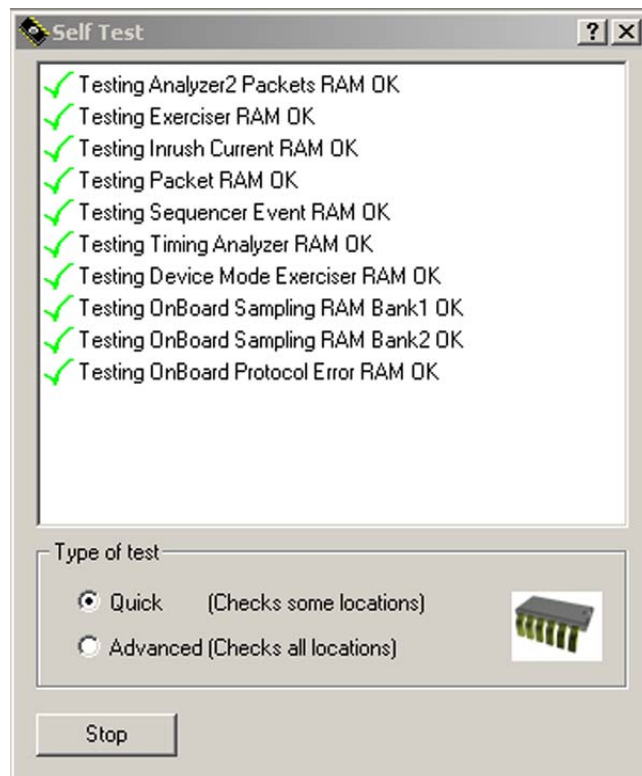 Self Test
Testing Analyzer2 Packets RAM OK
Testing Exerciser RAM OK
Testing Inrush Current RAM OK
Testing Packet RAM OK
Testing Sequencer Event RAM OK
Testing Timing Analyzer RAM OK
Testing Device Mode Exerciser RAM OK
Testing OnBoard Sampling RAM Bank1 OK
Testing OnBoard Sampling RAM Bank2 OK
Testing OnBoard Protocol Error RAM OK
Type of test
Quick (Checks some locations)
Advanced (Checks all locations)
Stop